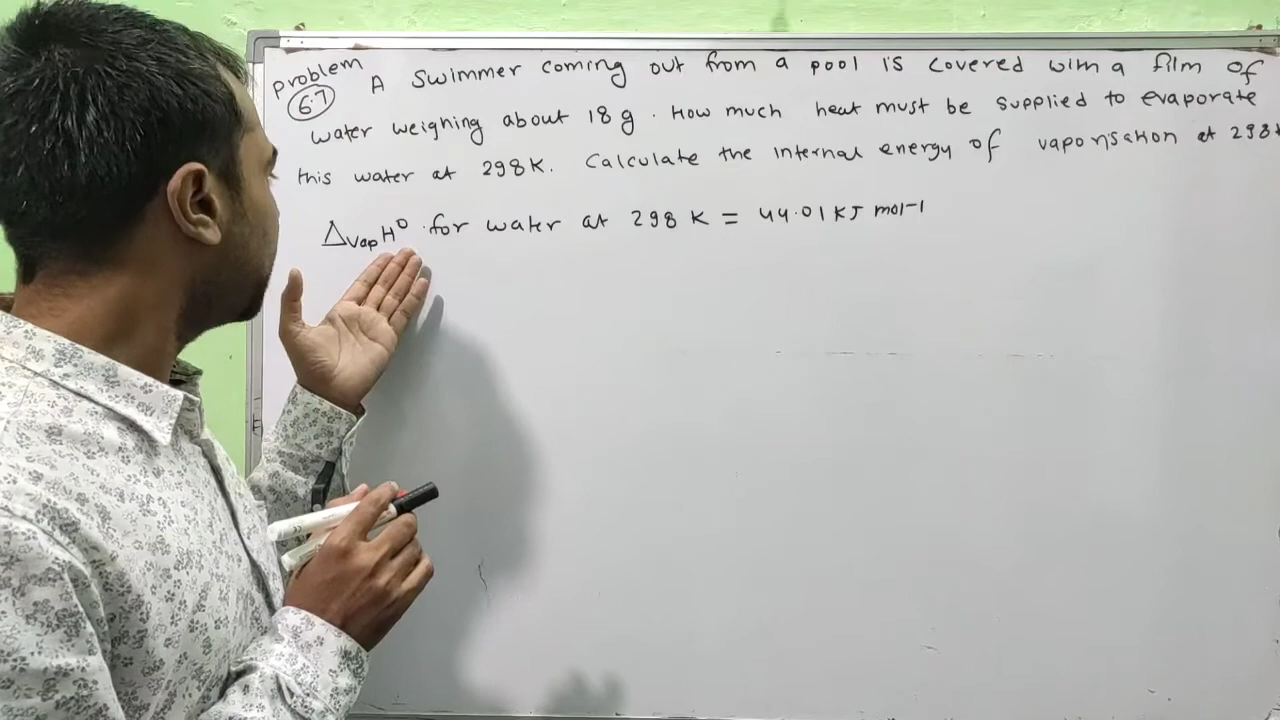 Problem 6.7 A Swimmer coming out from a pool is covered with a film of
water weighing about 18g. How much heat must be supplied to evaporate
this water at 298K. Calculate the internal energy of vaporisation at 298K
ΔvapH° for water at 298 K = 44.01 KJ mol-1